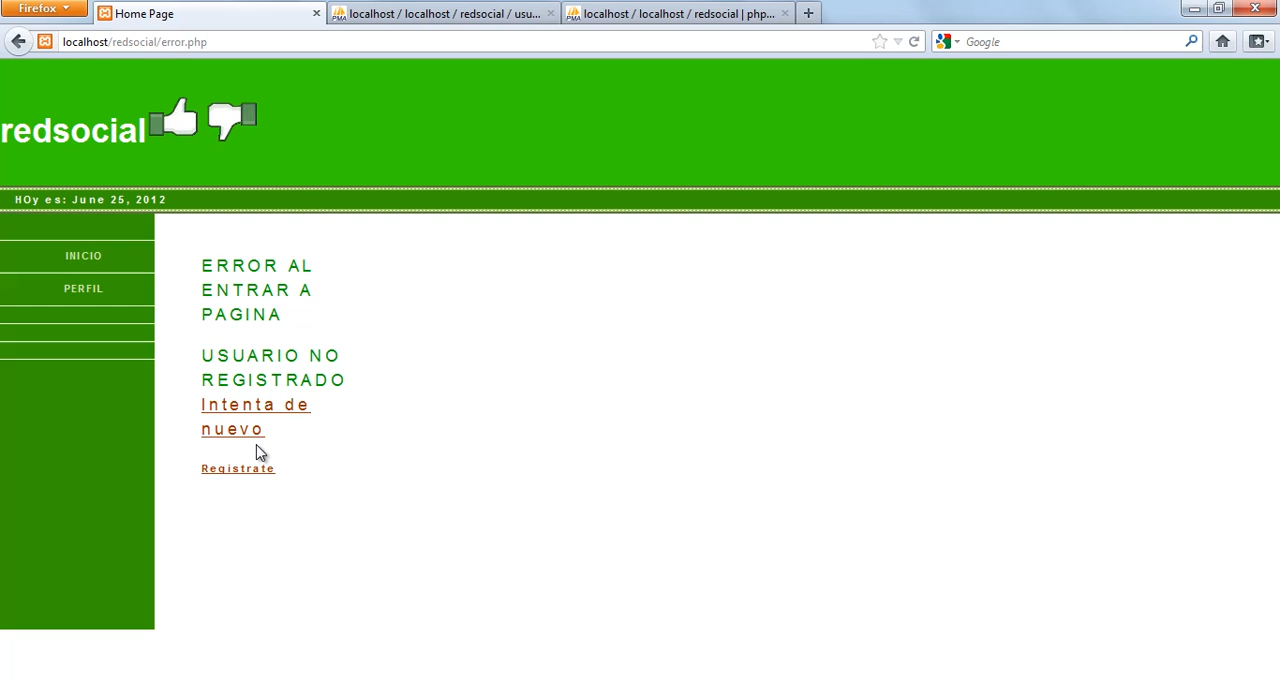 Firefox
Home Page
localhost / localhost / redsocial / usu...
localhost / localhost / redsocial | php...
localhost/redsocial/error.php
Google
redsocial
HOy es: June 25, 2012
INICIO
PERFIL
ERROR AL
ENTRAR A
PAGINA
USUARIO NO
REGISTRADO
Intenta de
nuevo
Registrate